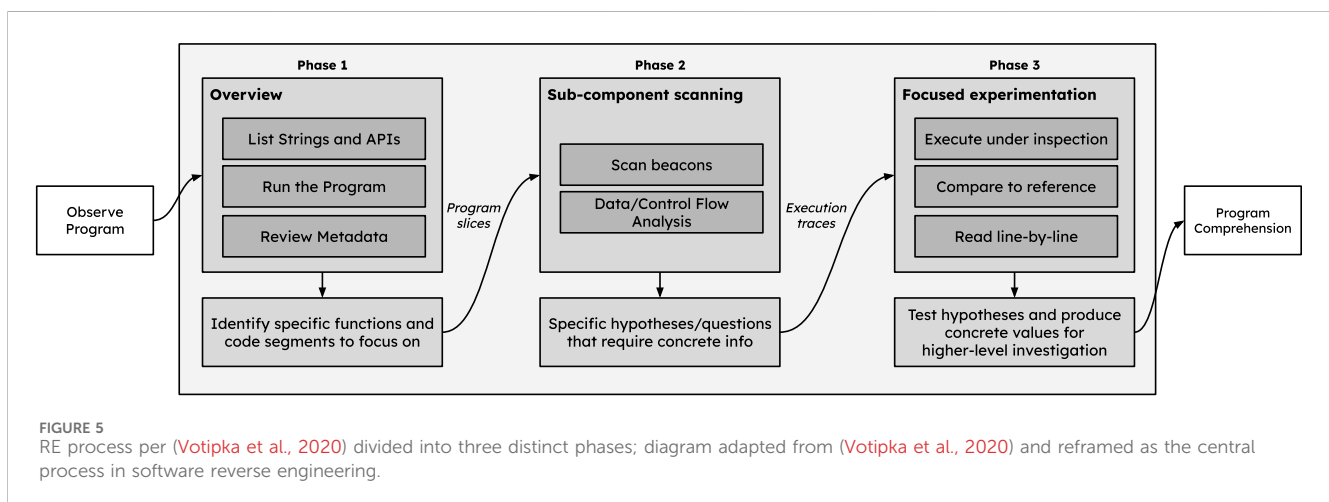 Observe
Program
Phase 1
Overview
List Strings and APIs
Run the Program
Review Metadata
Identify specific functions and
code segments to focus on
Program
slices
Phase 2
Sub-component scanning
Scan beacons
Data/Control Flow
Analysis
Specific hypotheses/questions
that require concrete info
Execution
traces
Phase 3
Focused experimentation
Execute under inspection
Compare to reference
Read line-by-line
Test hypotheses and produce
concrete values for
higher-level investigation
Program
Comprehension
FIGURE 5
RE process per (Votipka et al., 2020) divided into three distinct phases; diagram adapted from (Votipka et al., 2020) and reframed as the central
process in software reverse engineering.